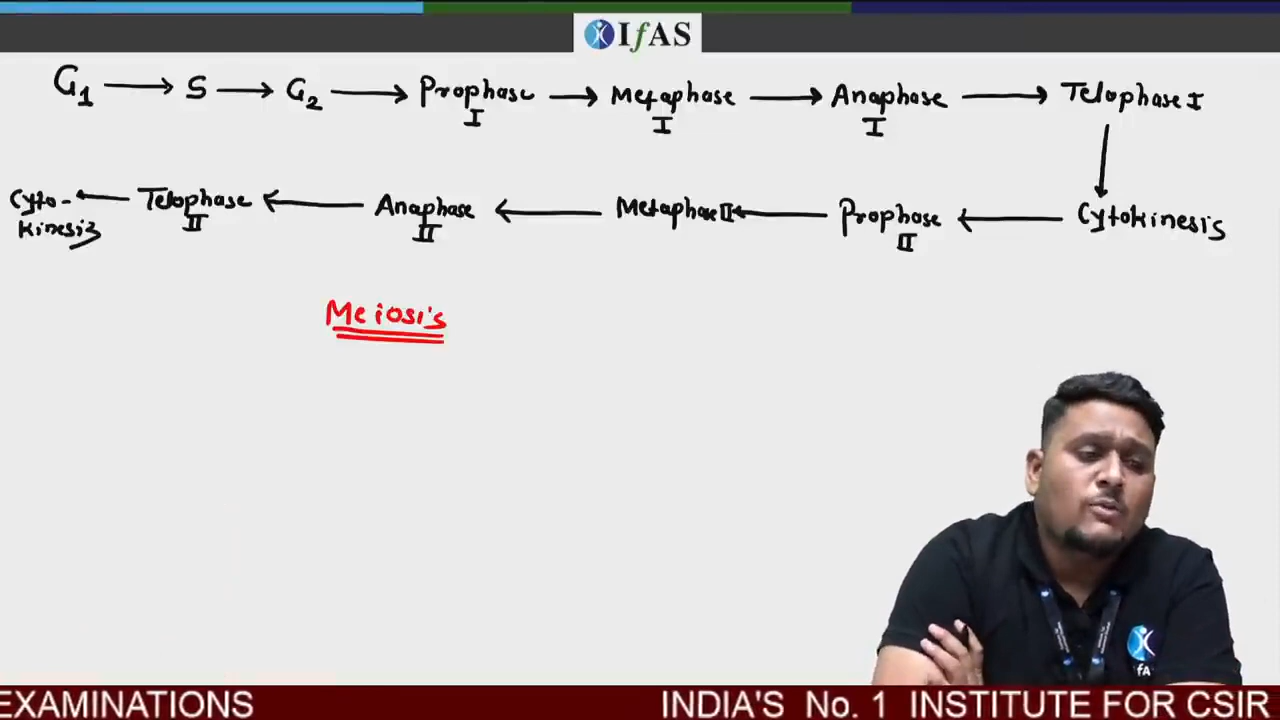 IfAS
G1 → S → G2 → Prophase I → Metaphase I → Anaphase I → Telophase I
Cyto-kinesis ← Telophase II ← Anaphase II ← Metaphase II ← Prophase II ← Cytokinesis
Meiosis
EXAMINATIONS INDIA'S No. 1 INSTITUTE FOR CSIR